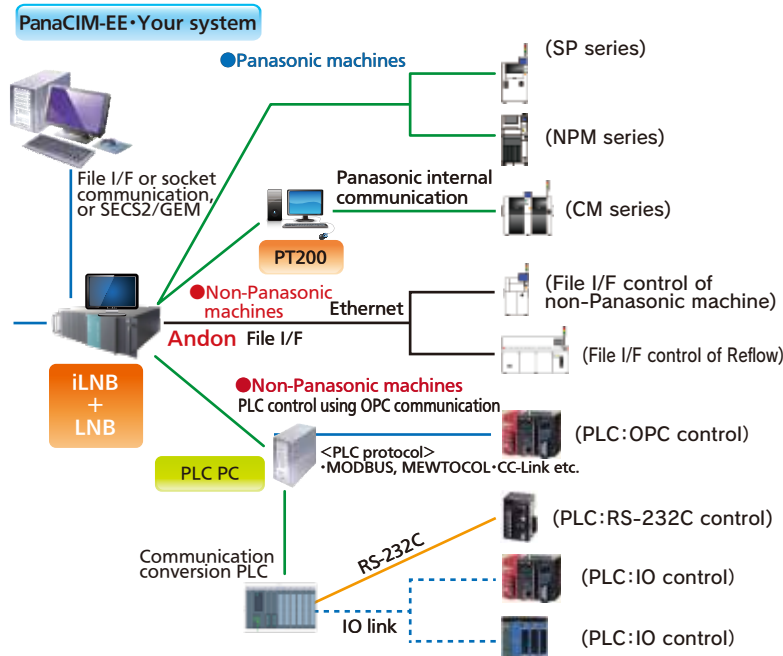 PanaCIM-EE・Your system
●Panasonic machines
(SP series)
(NPM series)
File I/F or socket
communication,
or SECS2/GEM
Panasonic internal
communication
(CM series)
PT200
●Non-Panasonic
machines
Ethernet
Andon File I/F
(File I/F control of
non-Panasonic machine)
(File I/F control of Reflow)
iLNB
+
LNB
●Non-Panasonic machines
PLC control using OPC communication
(PLC:OPC control)
<PLC protocol>
・MODBUS, MEWTOCOL・CC-Link etc.
PLC PC
(PLC:RS-232C control)
RS-232C
Communication
conversion PLC
(PLC:IO control)
IO link
(PLC:IO control)